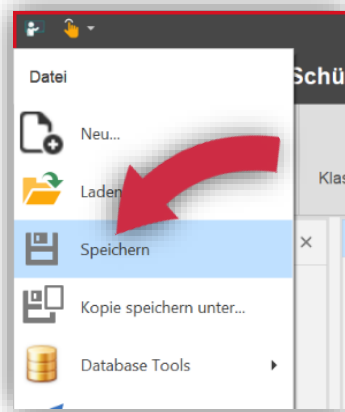 Datei
Schü
Neu...
Laden
Klas
Speichern
Kopie speichern unter...
Database Tools